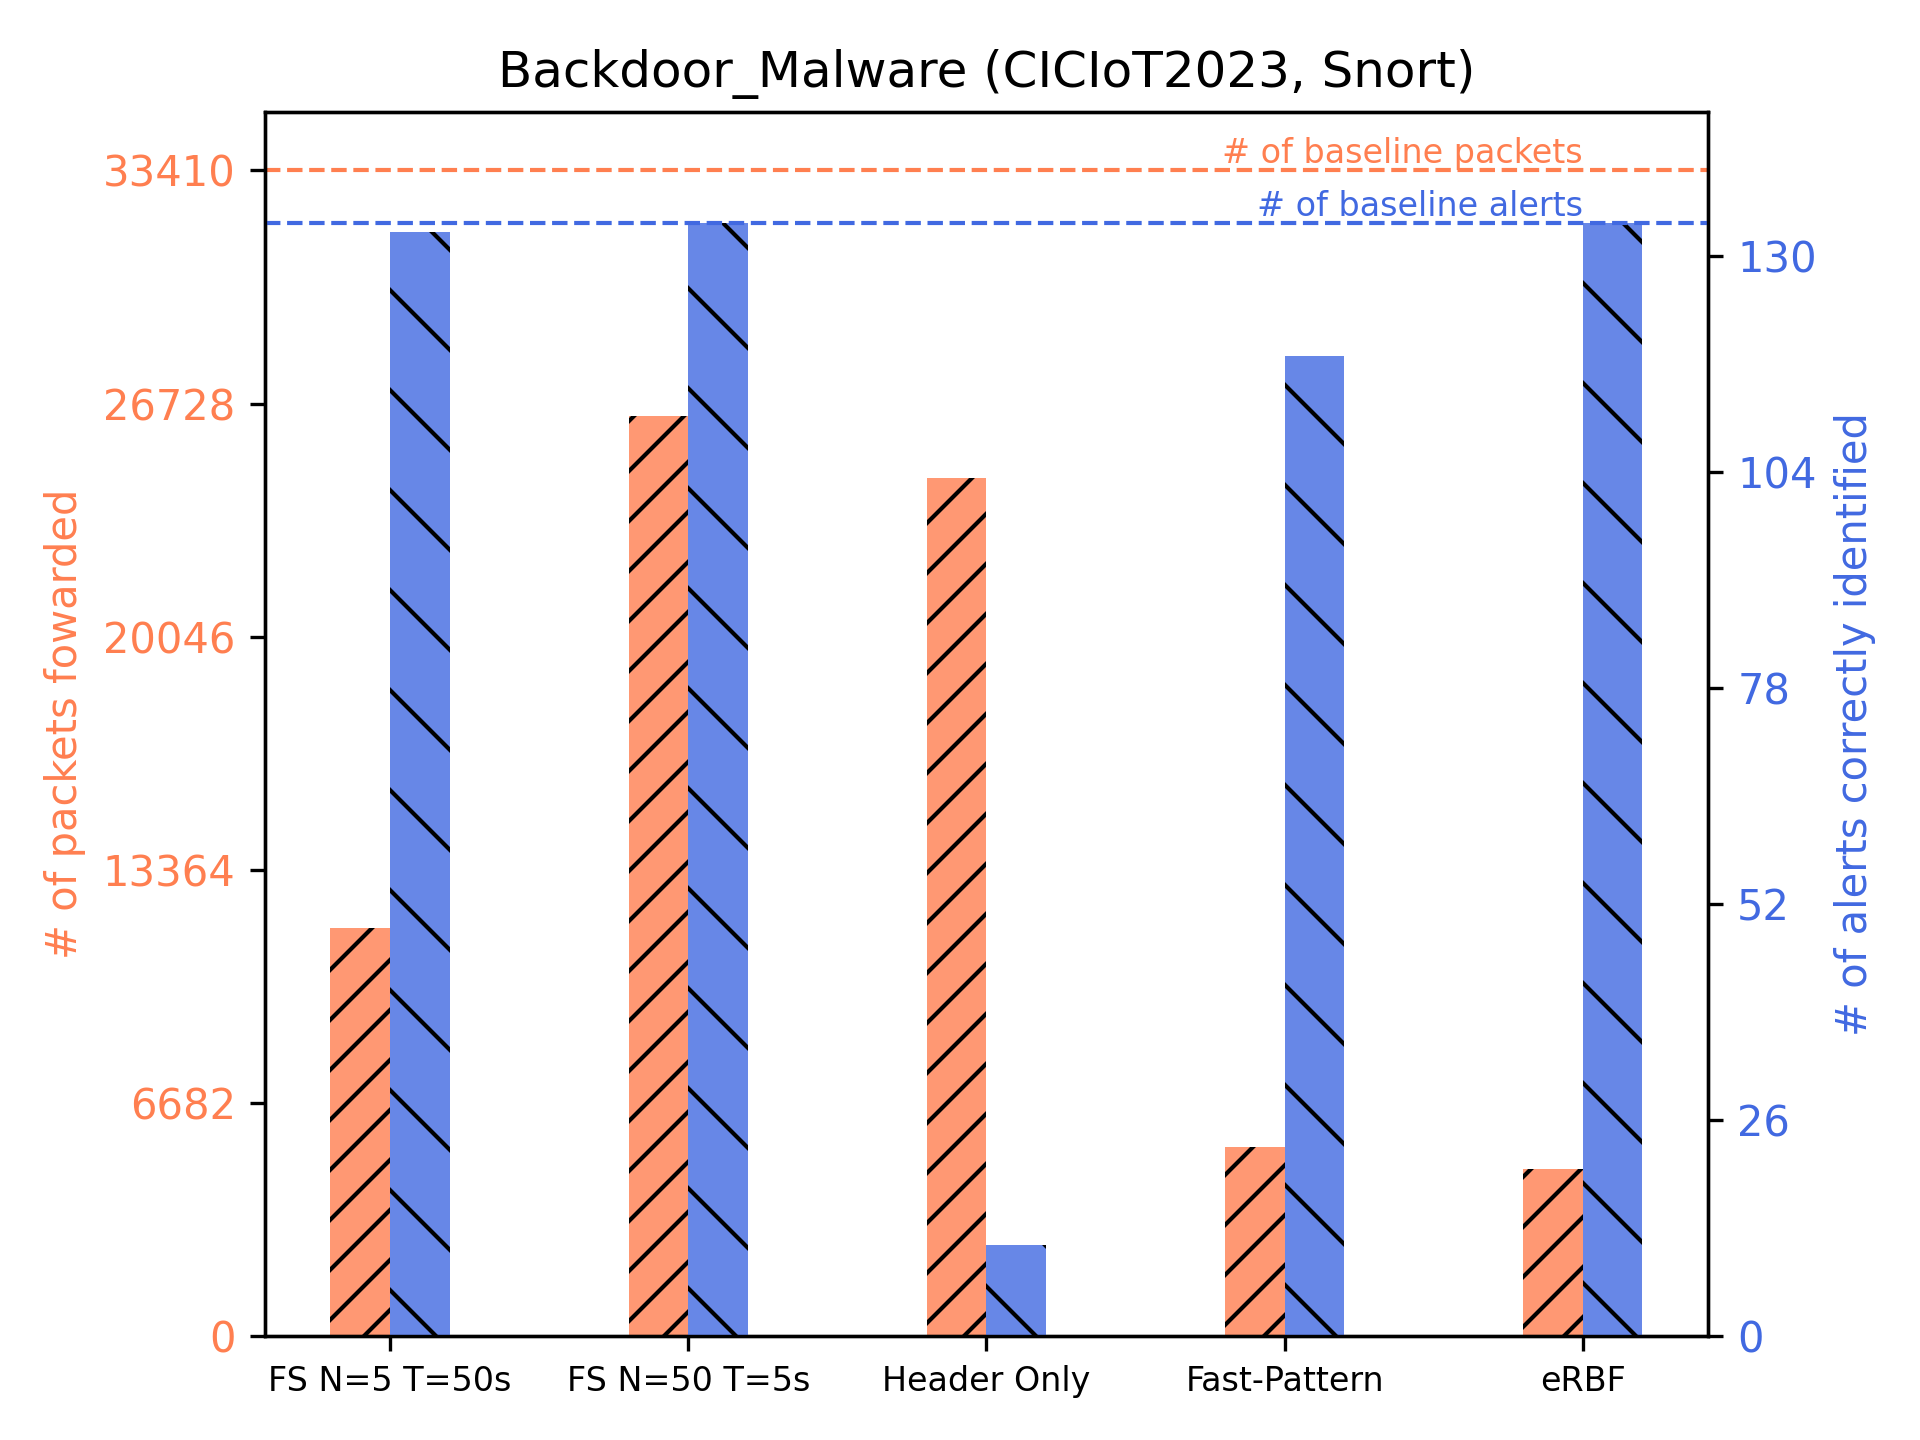 Backdoor_Malware (CICIoT2023, Snort)
# of baseline packets
# of baseline alerts
33410
26728
20046
13364
6682
0
# of packets fowarded
130
104
78
52
26
0
# of alerts correctly identified
FS N=5 T=50s
FS N=50 T=5s
Header Only
Fast-Pattern
eRBF